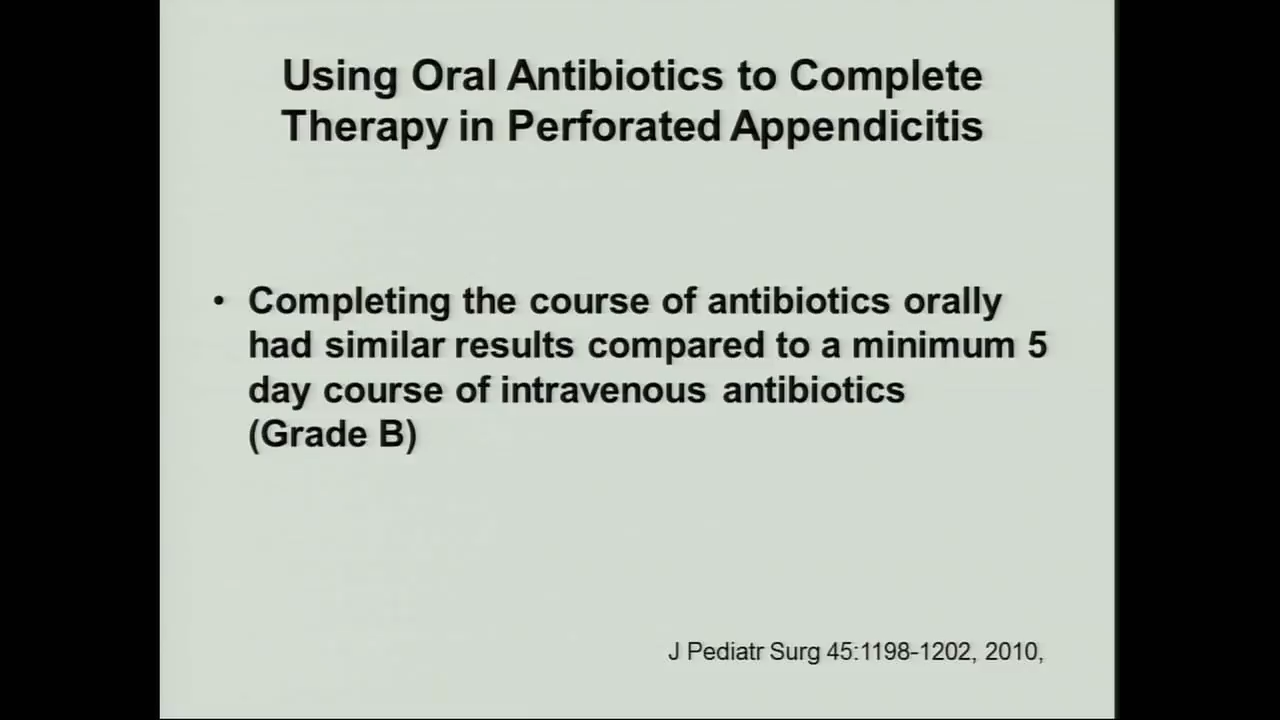 Using Oral Antibiotics to Complete
Therapy in Perforated Appendicitis
• Completing the course of antibiotics orally
had similar results compared to a minimum 5
day course of intravenous antibiotics
(Grade B)
J Pediatr Surg 45:1198-1202, 2010,